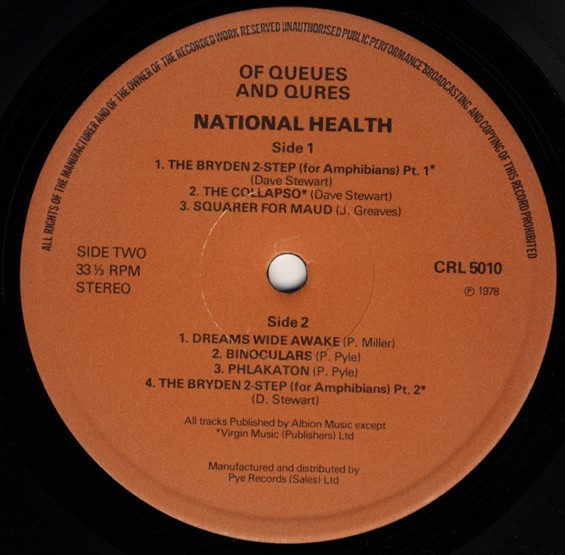 ALL RIGHTS OF THE MANUFACTURER AND OF THE OWNER OF THE RECORDED WORK RESERVED UNAUTHORISED PUBLIC PERFORMANCE BROADCASTING AND COPYING OF THIS RECORD PROHIBITED
OF QUEUES
AND QURES
NATIONAL HEALTH
Side 1
1. THE BRYDEN 2-STEP (for Amphibians) Pt. 1*
(Dave Stewart)
2. THE COLLAPSO* (Dave Stewart)
3. SQUARER FOR MAUD (J. Greaves)
SIDE TWO
33⅓ RPM
STEREO
CRL 5010
℗ 1978
Side 2
1. DREAMS WIDE AWAKE (P. Miller)
2. BINOCULARS (P. Pyle)
3. PHLAKATON (P. Pyle)
4. THE BRYDEN 2-STEP (for Amphibians) Pt. 2*
(D. Stewart)
All tracks Published by Albion Music except
*Virgin Music (Publishers) Ltd
Manufactured and distributed by
Pye Records (Sales) Ltd